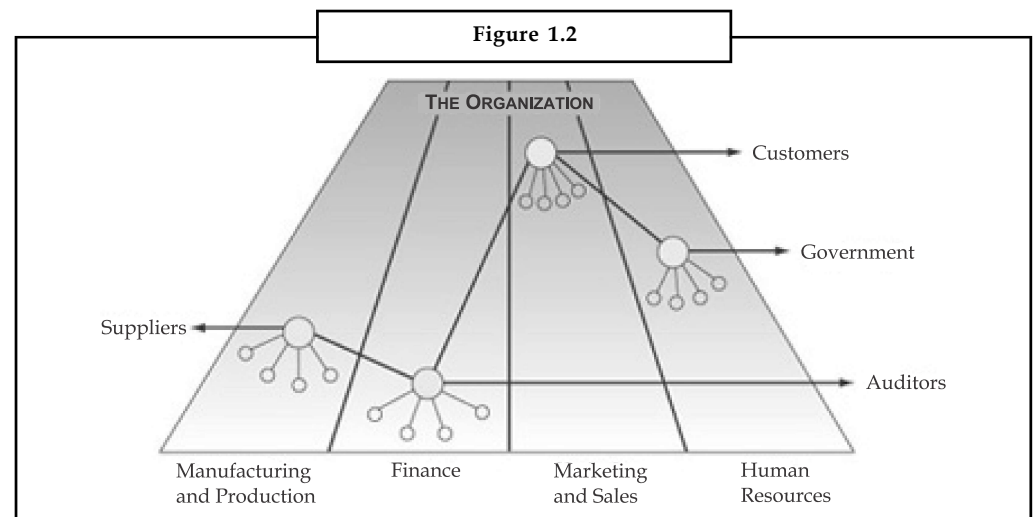 Figure 1.2
THE ORGANIZATION
Customers
Government
Suppliers
Auditors
Manufacturing
and Production
Finance
Marketing
and Sales
Human
Resources